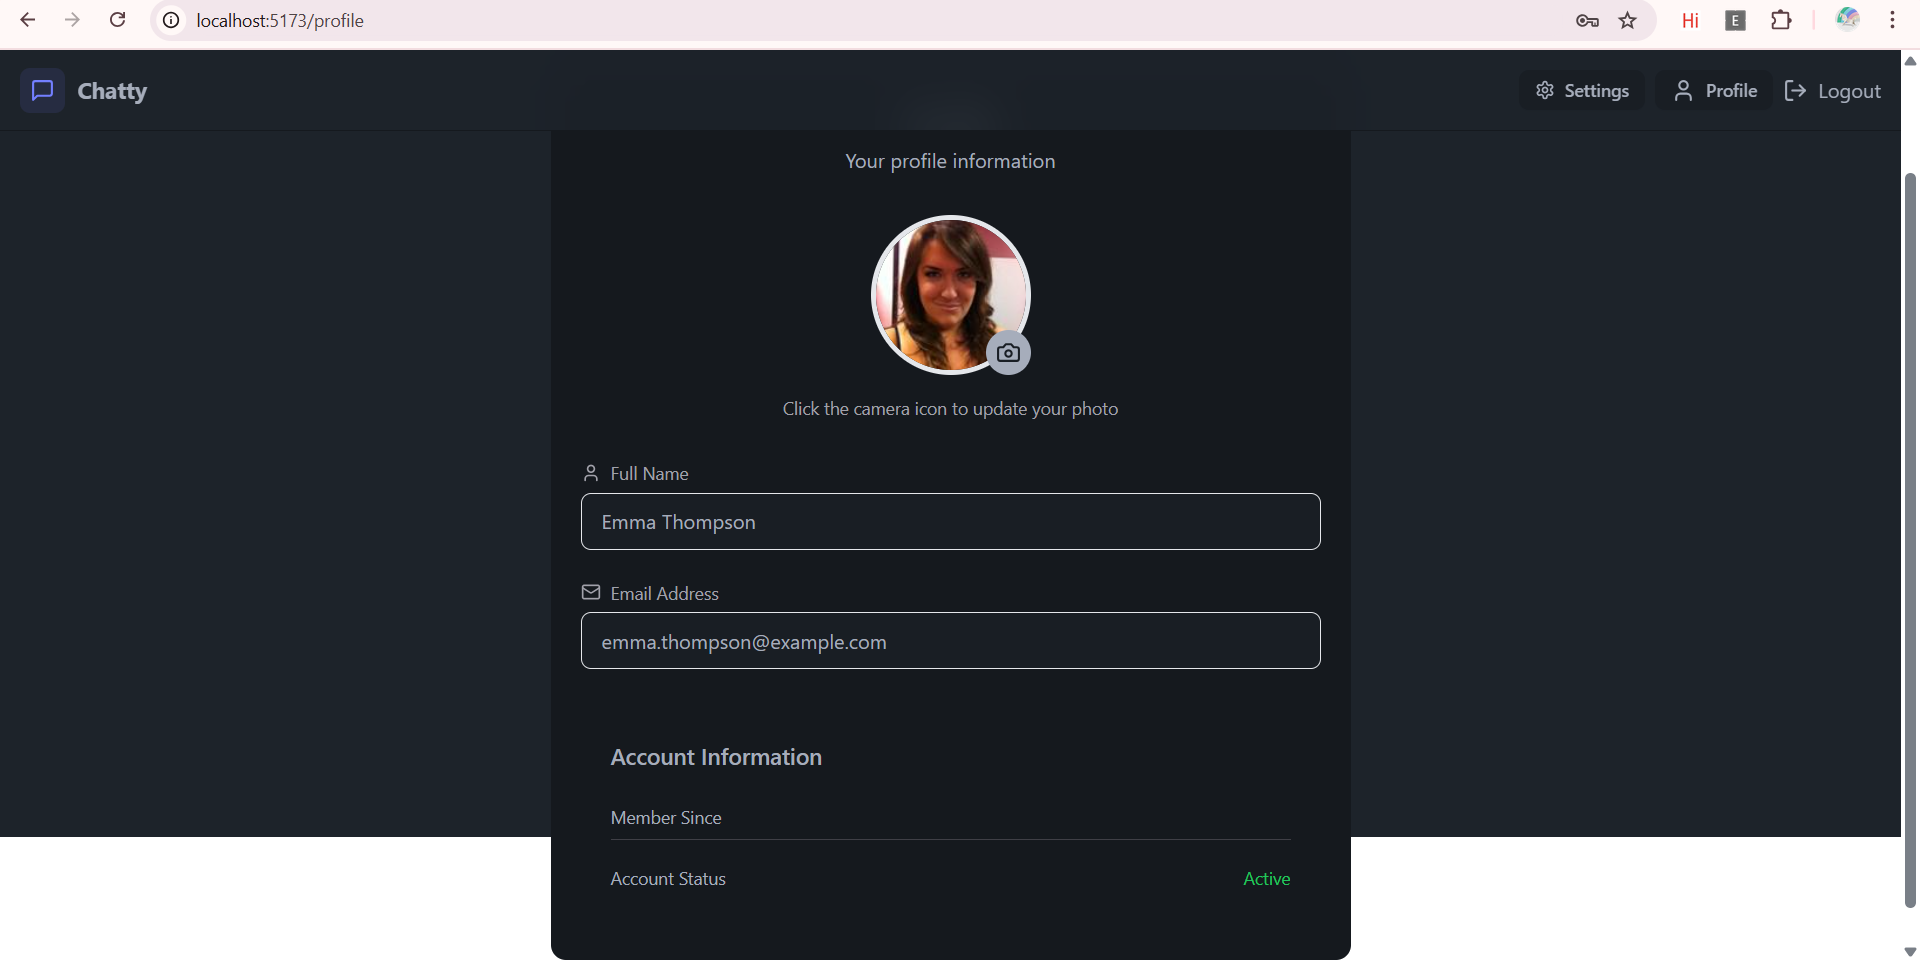 localhost:5173/profile
Hi
E
Chatty
Settings
Profile
Logout
Your profile information
Click the camera icon to update your photo
Full Name
Emma Thompson
Email Address
emma.thompson@example.com
Account Information
Member Since
Account Status
Active